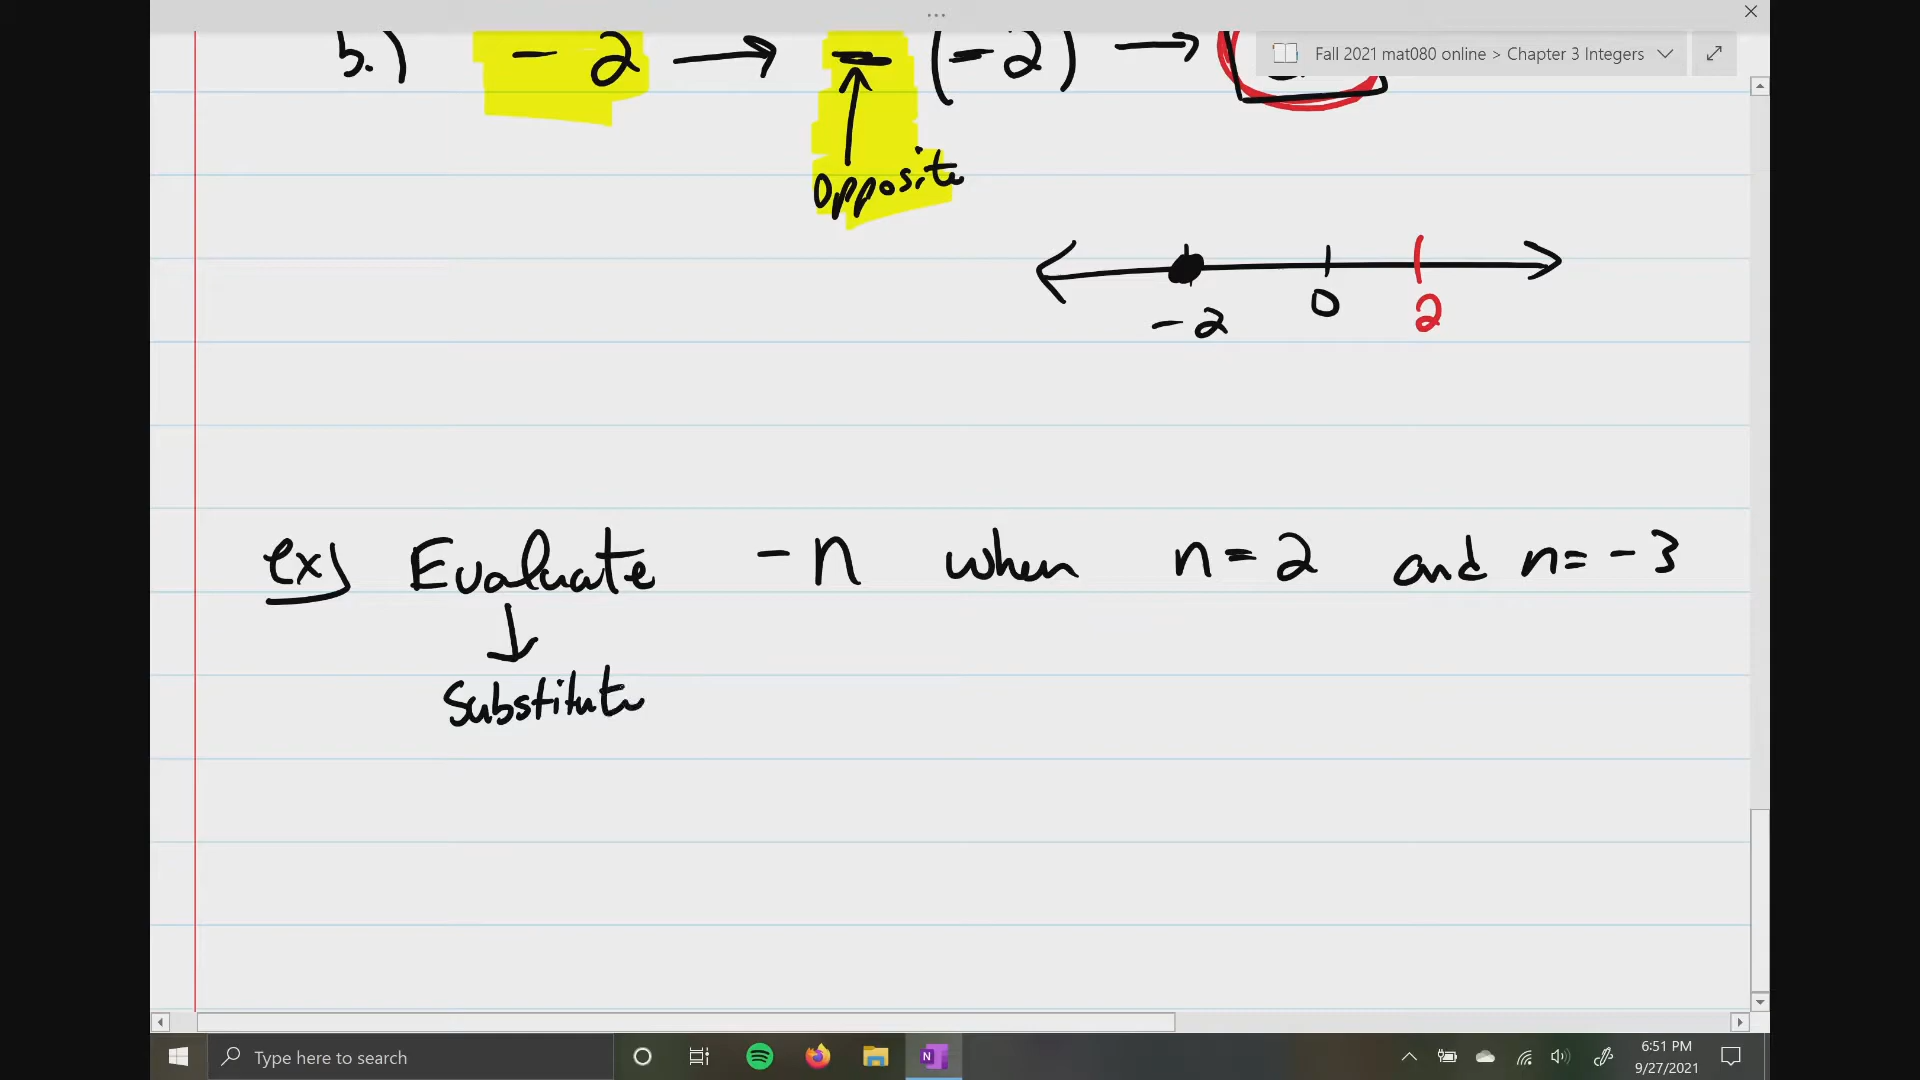 Fall 2021 mat080 online > Chapter 3 Integers
b.) - 2 → - (-2) →
opposite
-2 0 2
ex) Evaluate - n when n = 2 and n = - 3
↓
Substitute
Type here to search
6:51 PM
9/27/2021